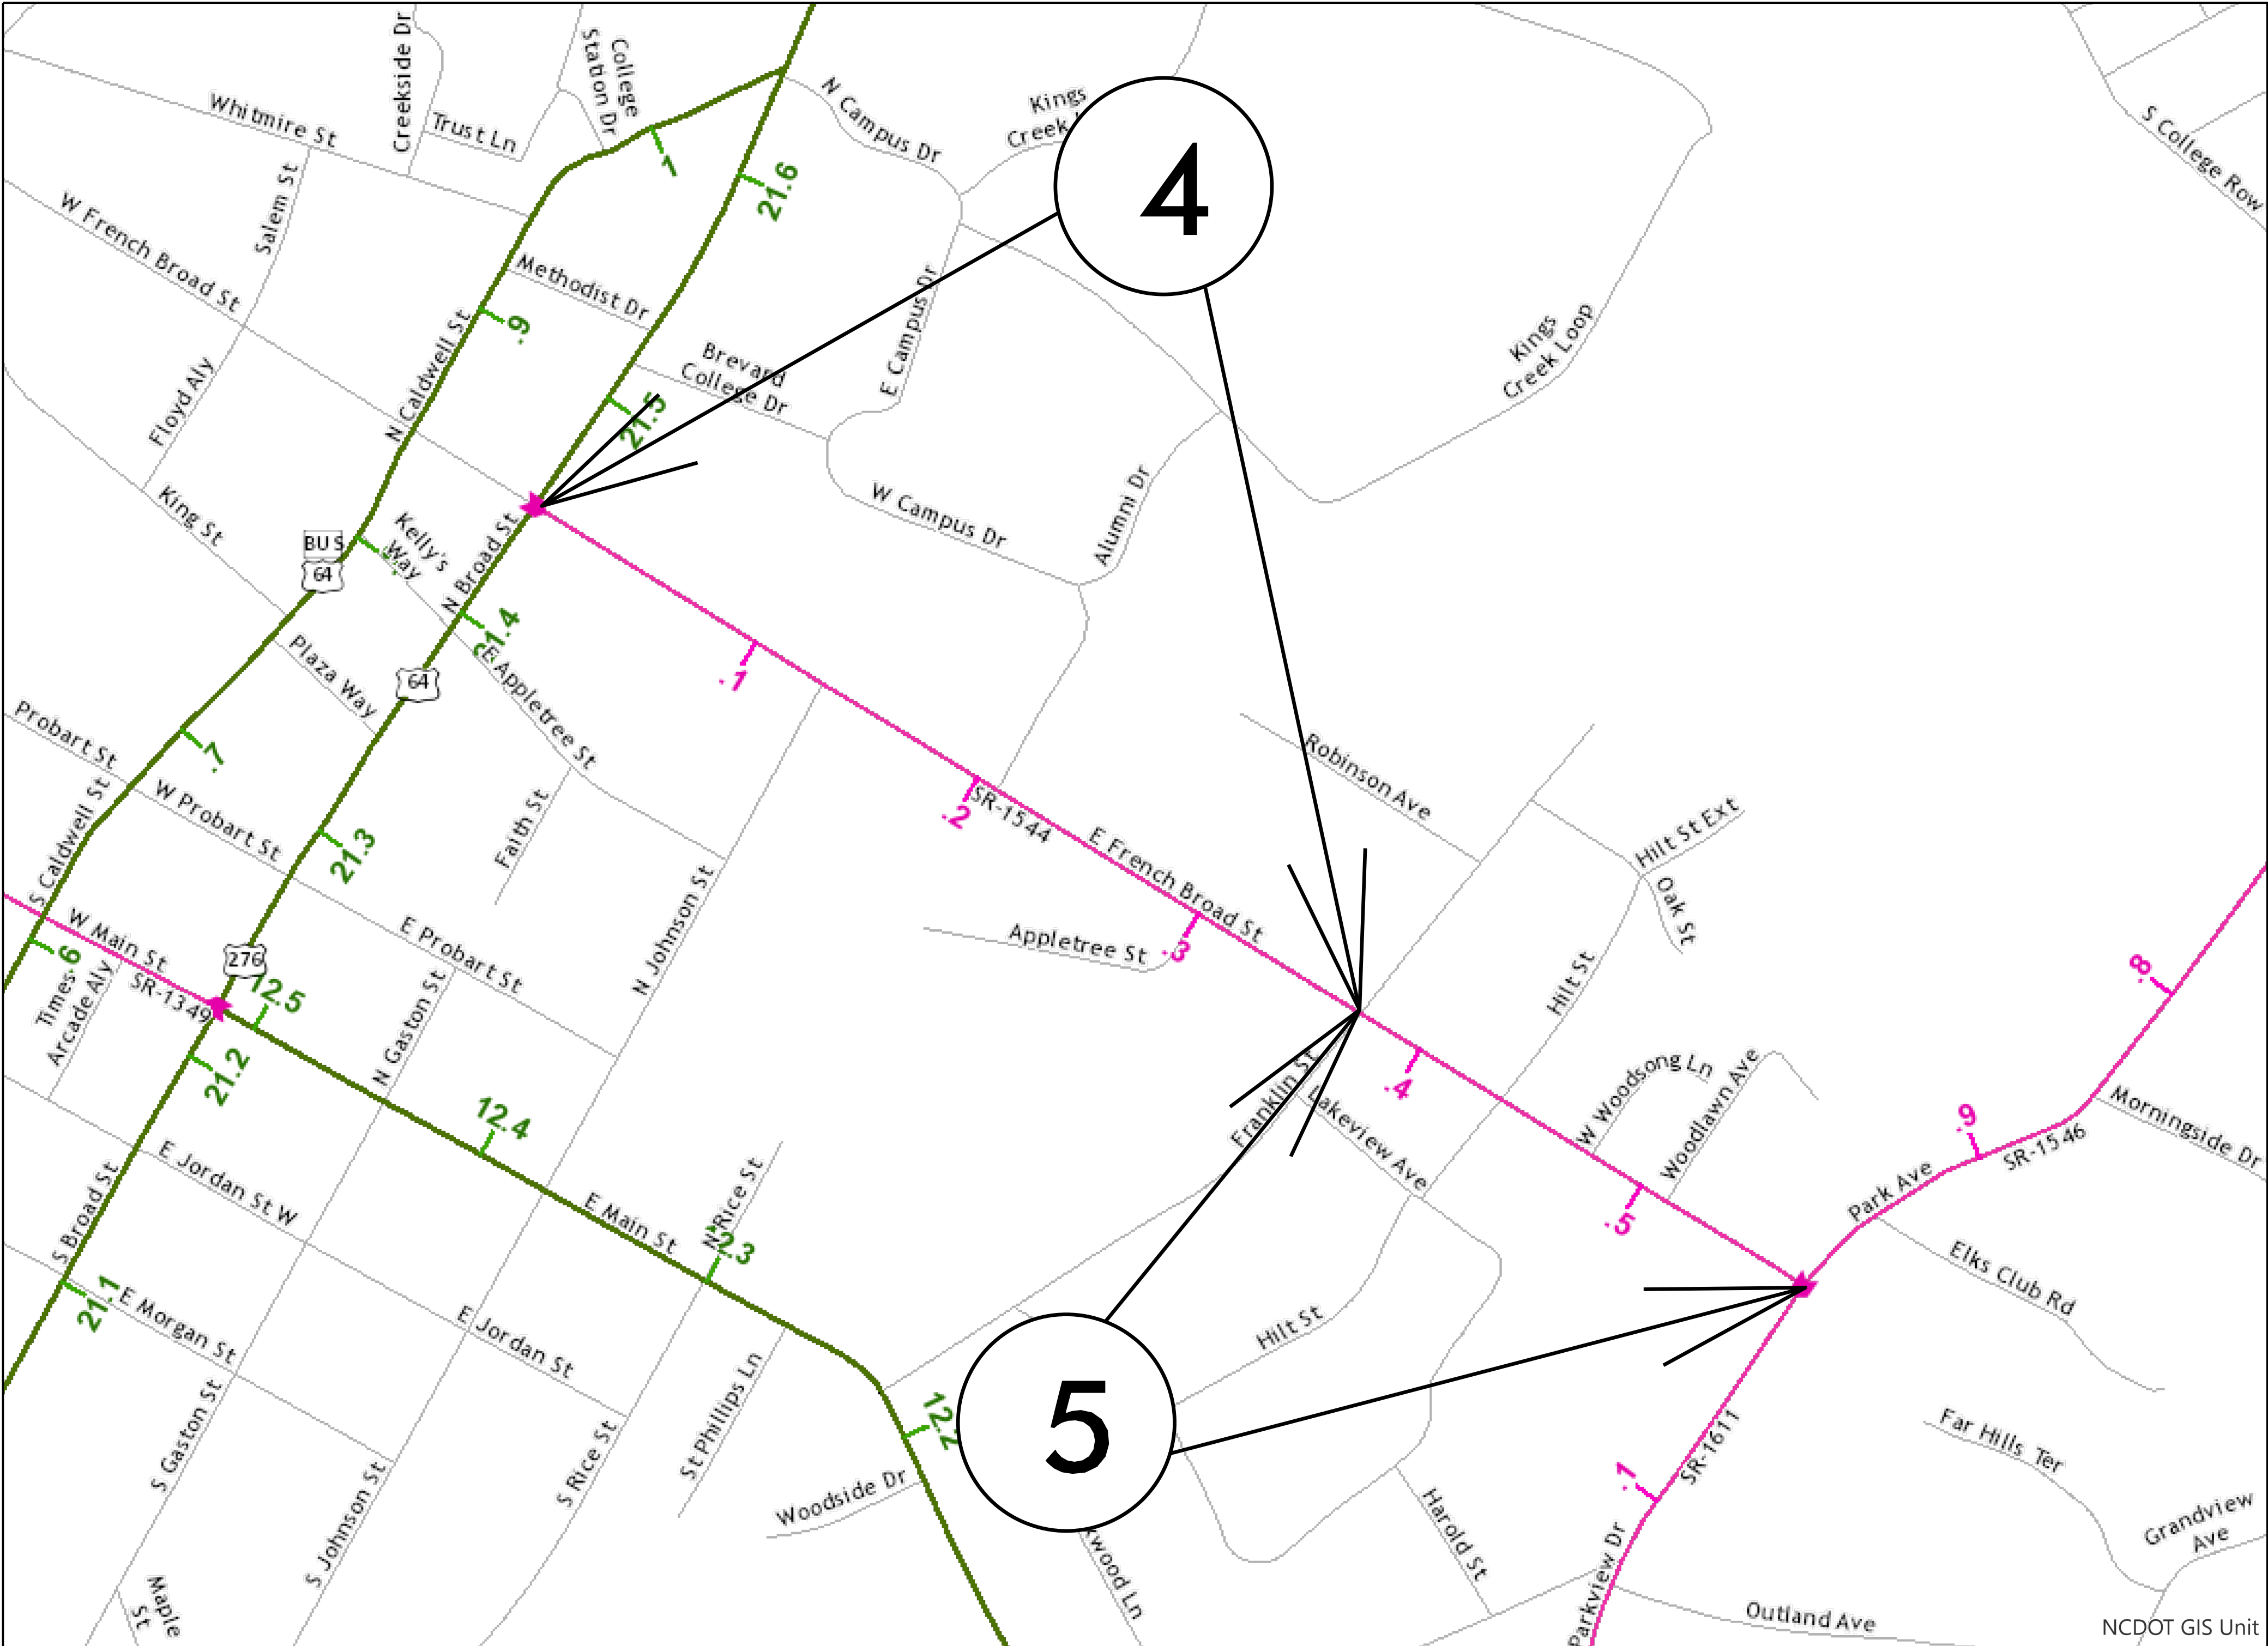 Creekside Dr
College
Station Dr
Whitmire St
Trust Ln
N Campus Dr
Kings
Creek
4
S College Row
Salem St
1
21.6
W French Broad St
Methodist Dr
E Campus Dr
.9
Kings
Creek Loop
N Caldwell St
Brevard
College Dr
Floyd Aly
21.5
King St
W Campus Dr
Alumni Dr
Kelly's
Way
N Broad St
BUS
64
21.4
E Appletree St
Plaza Way
64
.1
Probart St
.7
W Probart St
S Caldwell St
21.3
Faith St
.2
SR-1544
E French Broad St
Robinson Ave
Hilt St Ext
Oak St
N Johnson St
W Main St
SR-1349
.6
Times
Arcade Aly
276
12.5
E Probart St
Appletree St
.3
Hilt St
.8
21.2
N Gaston St
12.4
Franklin St
.4
Lakeview Ave
W Woodsong Ln
Woodlawn Ave
.9
SR-1546
Morningside Dr
Park Ave
E Jordan St W
S Broad St
E Main St
N Rice St
2.3
.5
Elks Club Rd
21.1
E Morgan St
E Jordan St
Hilt St
5
St Phillips Ln
12.2
S Gaston St
S Johnson St
S Rice St
Woodside Dr
Harold St
.1
SR-1611
Far Hills Ter
Grandview
Ave
Parkview Dr
Outland Ave
Maple
St
wood Ln
NCDOT GIS Unit